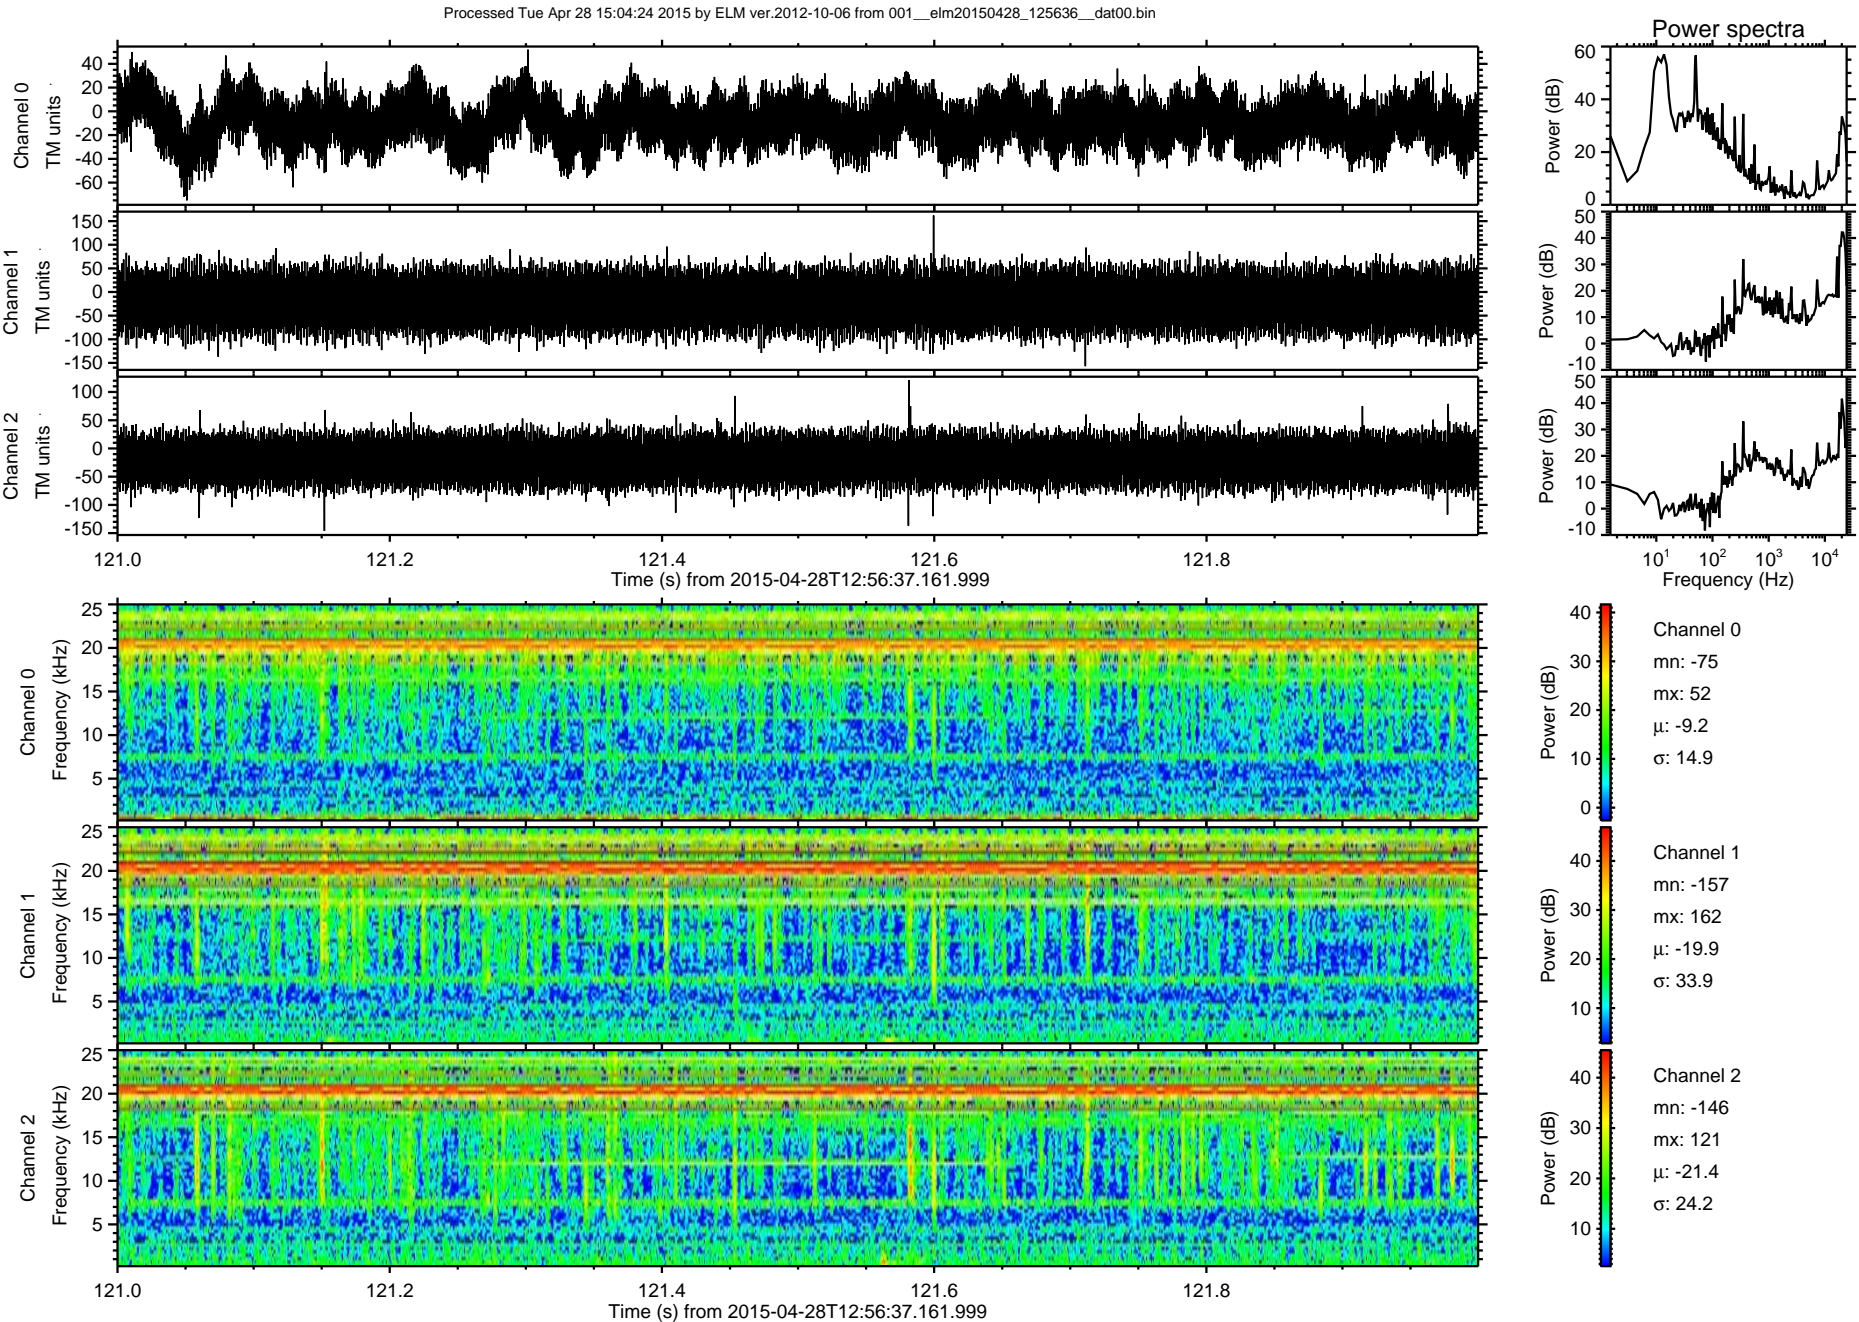 Processed Tue Apr 28 15:04:24 2015 by ELM ver.2012-10-06 from 001__elm20150428_125636__dat00.bin
Power spectra
Channel 0
TM units
40
20
0
-20
-40
-60
Power (dB)
60
40
20
0
Channel 1
TM units
150
100
50
0
-50
-100
-150
Power (dB)
50
40
30
20
10
0
-10
Channel 2
TM units
100
50
0
-50
-100
-150
Power (dB)
50
40
30
20
10
0
-10
121.0 121.2 121.4 121.6 121.8
Time (s) from 2015-04-28T12:56:37.161.999
10¹ 10² 10³ 10⁴
Frequency (Hz)
Channel 0
Frequency (kHz)
25
20
15
10
5
Power (dB)
40
30
20
10
0
Channel 0
mn: -75
mx: 52
μ: -9.2
σ: 14.9
Channel 1
Frequency (kHz)
25
20
15
10
5
Power (dB)
40
30
20
10
Channel 1
mn: -157
mx: 162
μ: -19.9
σ: 33.9
Channel 2
Frequency (kHz)
25
20
15
10
5
Power (dB)
40
30
20
10
Channel 2
mn: -146
mx: 121
μ: -21.4
σ: 24.2
121.0 121.2 121.4 121.6 121.8
Time (s) from 2015-04-28T12:56:37.161.999